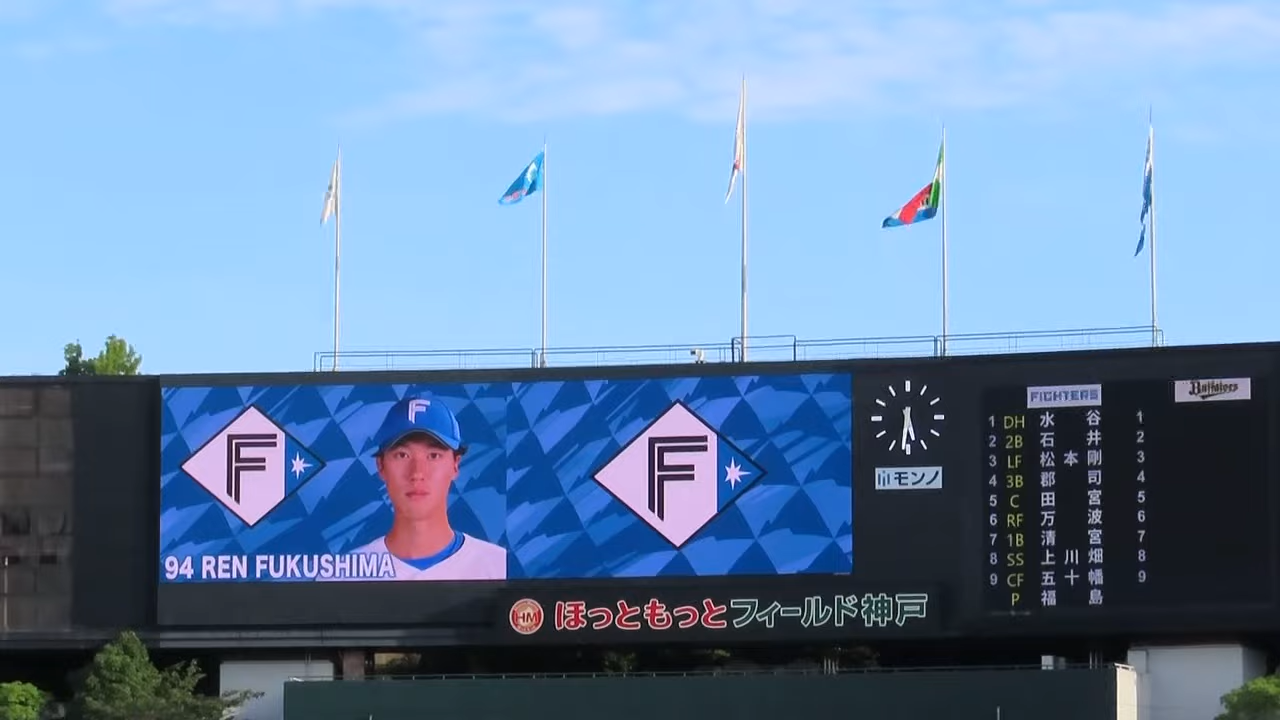 F
F
F
94 REN FUKUSHIMA
モンノ
HM
ほっともっとフィールド神戸
FIGHTERS
Buffaloes
1 DH 水谷 1
2 2B 石井 2
3 LF 松本剛 3
4 3B 郡司 4
5 C 田宮 5
6 RF 万波 6
7 1B 清宮 7
8 SS 上川畑 8
9 CF 五十幡 9
P 福島